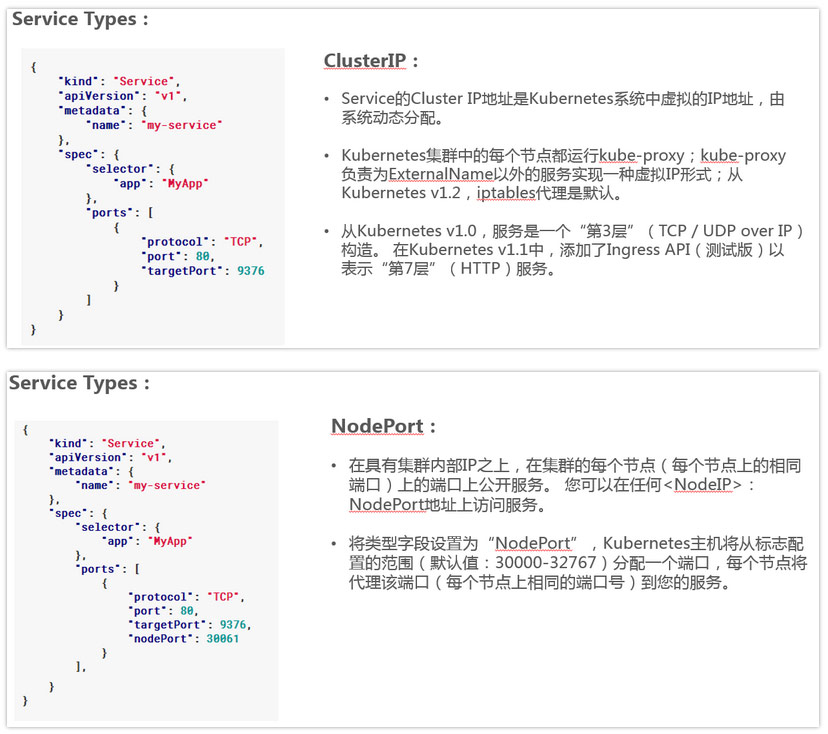 Service Types :
{
"kind": "Service",
"apiVersion": "v1",
"metadata": {
"name": "my-service"
},
"spec": {
"selector": {
"app": "MyApp"
},
"ports": [
{
"protocol": "TCP",
"port": 80,
"targetPort": 9376
}
]
}
}
ClusterIP :
• Service的Cluster IP地址是Kubernetes系统中虚拟的IP地址，由
系统动态分配。
• Kubernetes集群中的每个节点都运行kube-proxy；kube-proxy
负责为ExternalName以外的服务实现一种虚拟IP形式；从
Kubernetes v1.2，iptables代理是默认。
• 从Kubernetes v1.0，服务是一个“第3层”（TCP / UDP over IP）
构造。 在Kubernetes v1.1中，添加了Ingress API（测试版）以
表示“第7层”（HTTP）服务。
Service Types :
{
"kind": "Service",
"apiVersion": "v1",
"metadata": {
"name": "my-service"
},
"spec": {
"selector": {
"app": "MyApp"
},
"ports": [
{
"protocol": "TCP",
"port": 80,
"targetPort": 9376,
"nodePort": 30061
}
],
}
}
NodePort :
• 在具有集群内部IP之上，在集群的每个节点（每个节点上的相同
端口）上的端口上公开服务。 您可以在任何<NodeIP>：
NodePort地址上访问服务。
• 将类型字段设置为“NodePort”，Kubernetes主机将从标志配
置的范围（默认值：30000-32767）分配一个端口，每个节点将
代理该端口（每个节点上相同的端口号）到您的服务。